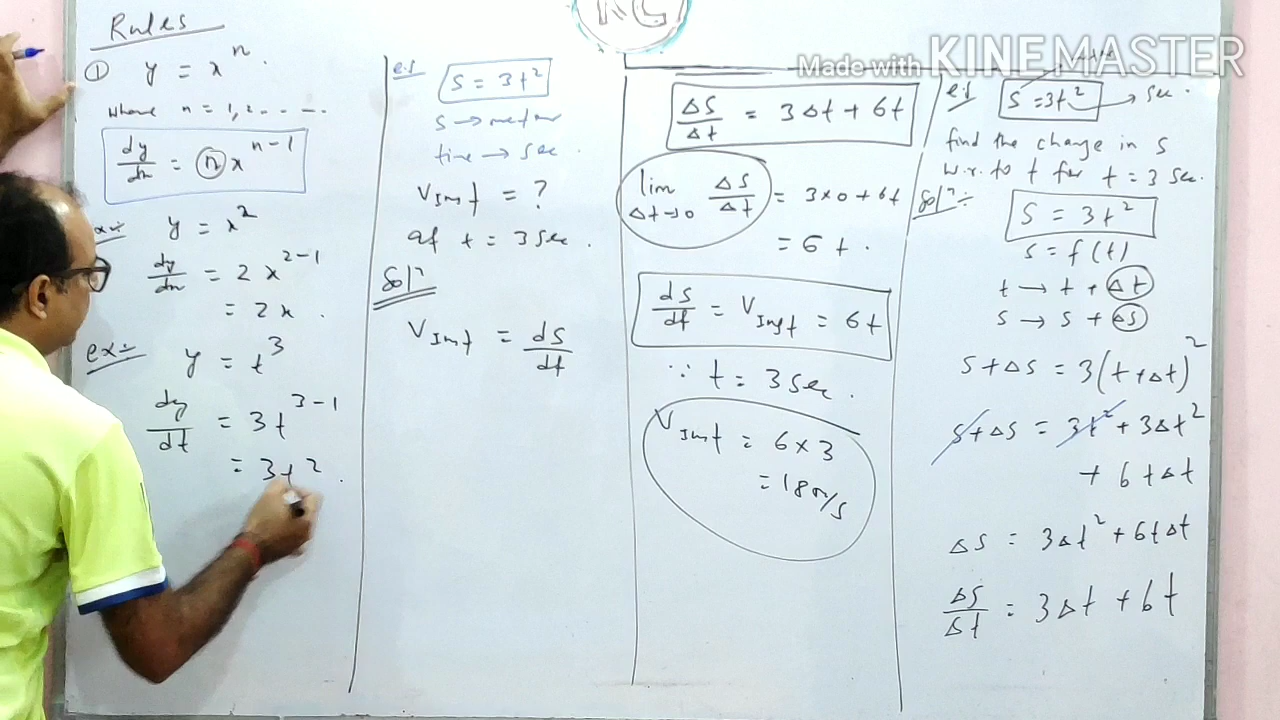 Rules
① y = x^n.
where n = 1, 2 - - - -.
dy/dx = n x^(n-1)
y = x^2
dy/dx = 2 x^(2-1)
= 2x.
ex:- y = t^3
dy/dt = 3t^(3-1)
= 3t^2.
e.g S = 3t^2
S → meter
time → sec.
V_Inst = ?
at t = 3 sec.
Sol^n
V_Inst = ds/dt
ΔS/Δt = 3Δt + 6t
lim Δt→0 ΔS/Δt = 3×0 + 6t
= 6t.
ds/dt = V_Inst = 6t
∵ t = 3 sec.
V_Inst = 6×3
= 18 m/s
Made with KINEMASTER
e.g S = 3t^2 → sec.
find the change in S
w.r. to t for t = 3 sec.
Sol^n :-
S = 3t^2
S = f(t)
t → t + Δt
S → S + ΔS
S + ΔS = 3(t + Δt)^2
S + ΔS = 3t^2 + 3Δt^2
+ 6tΔt
ΔS = 3Δt^2 + 6tΔt
ΔS/Δt = 3Δt + 6t